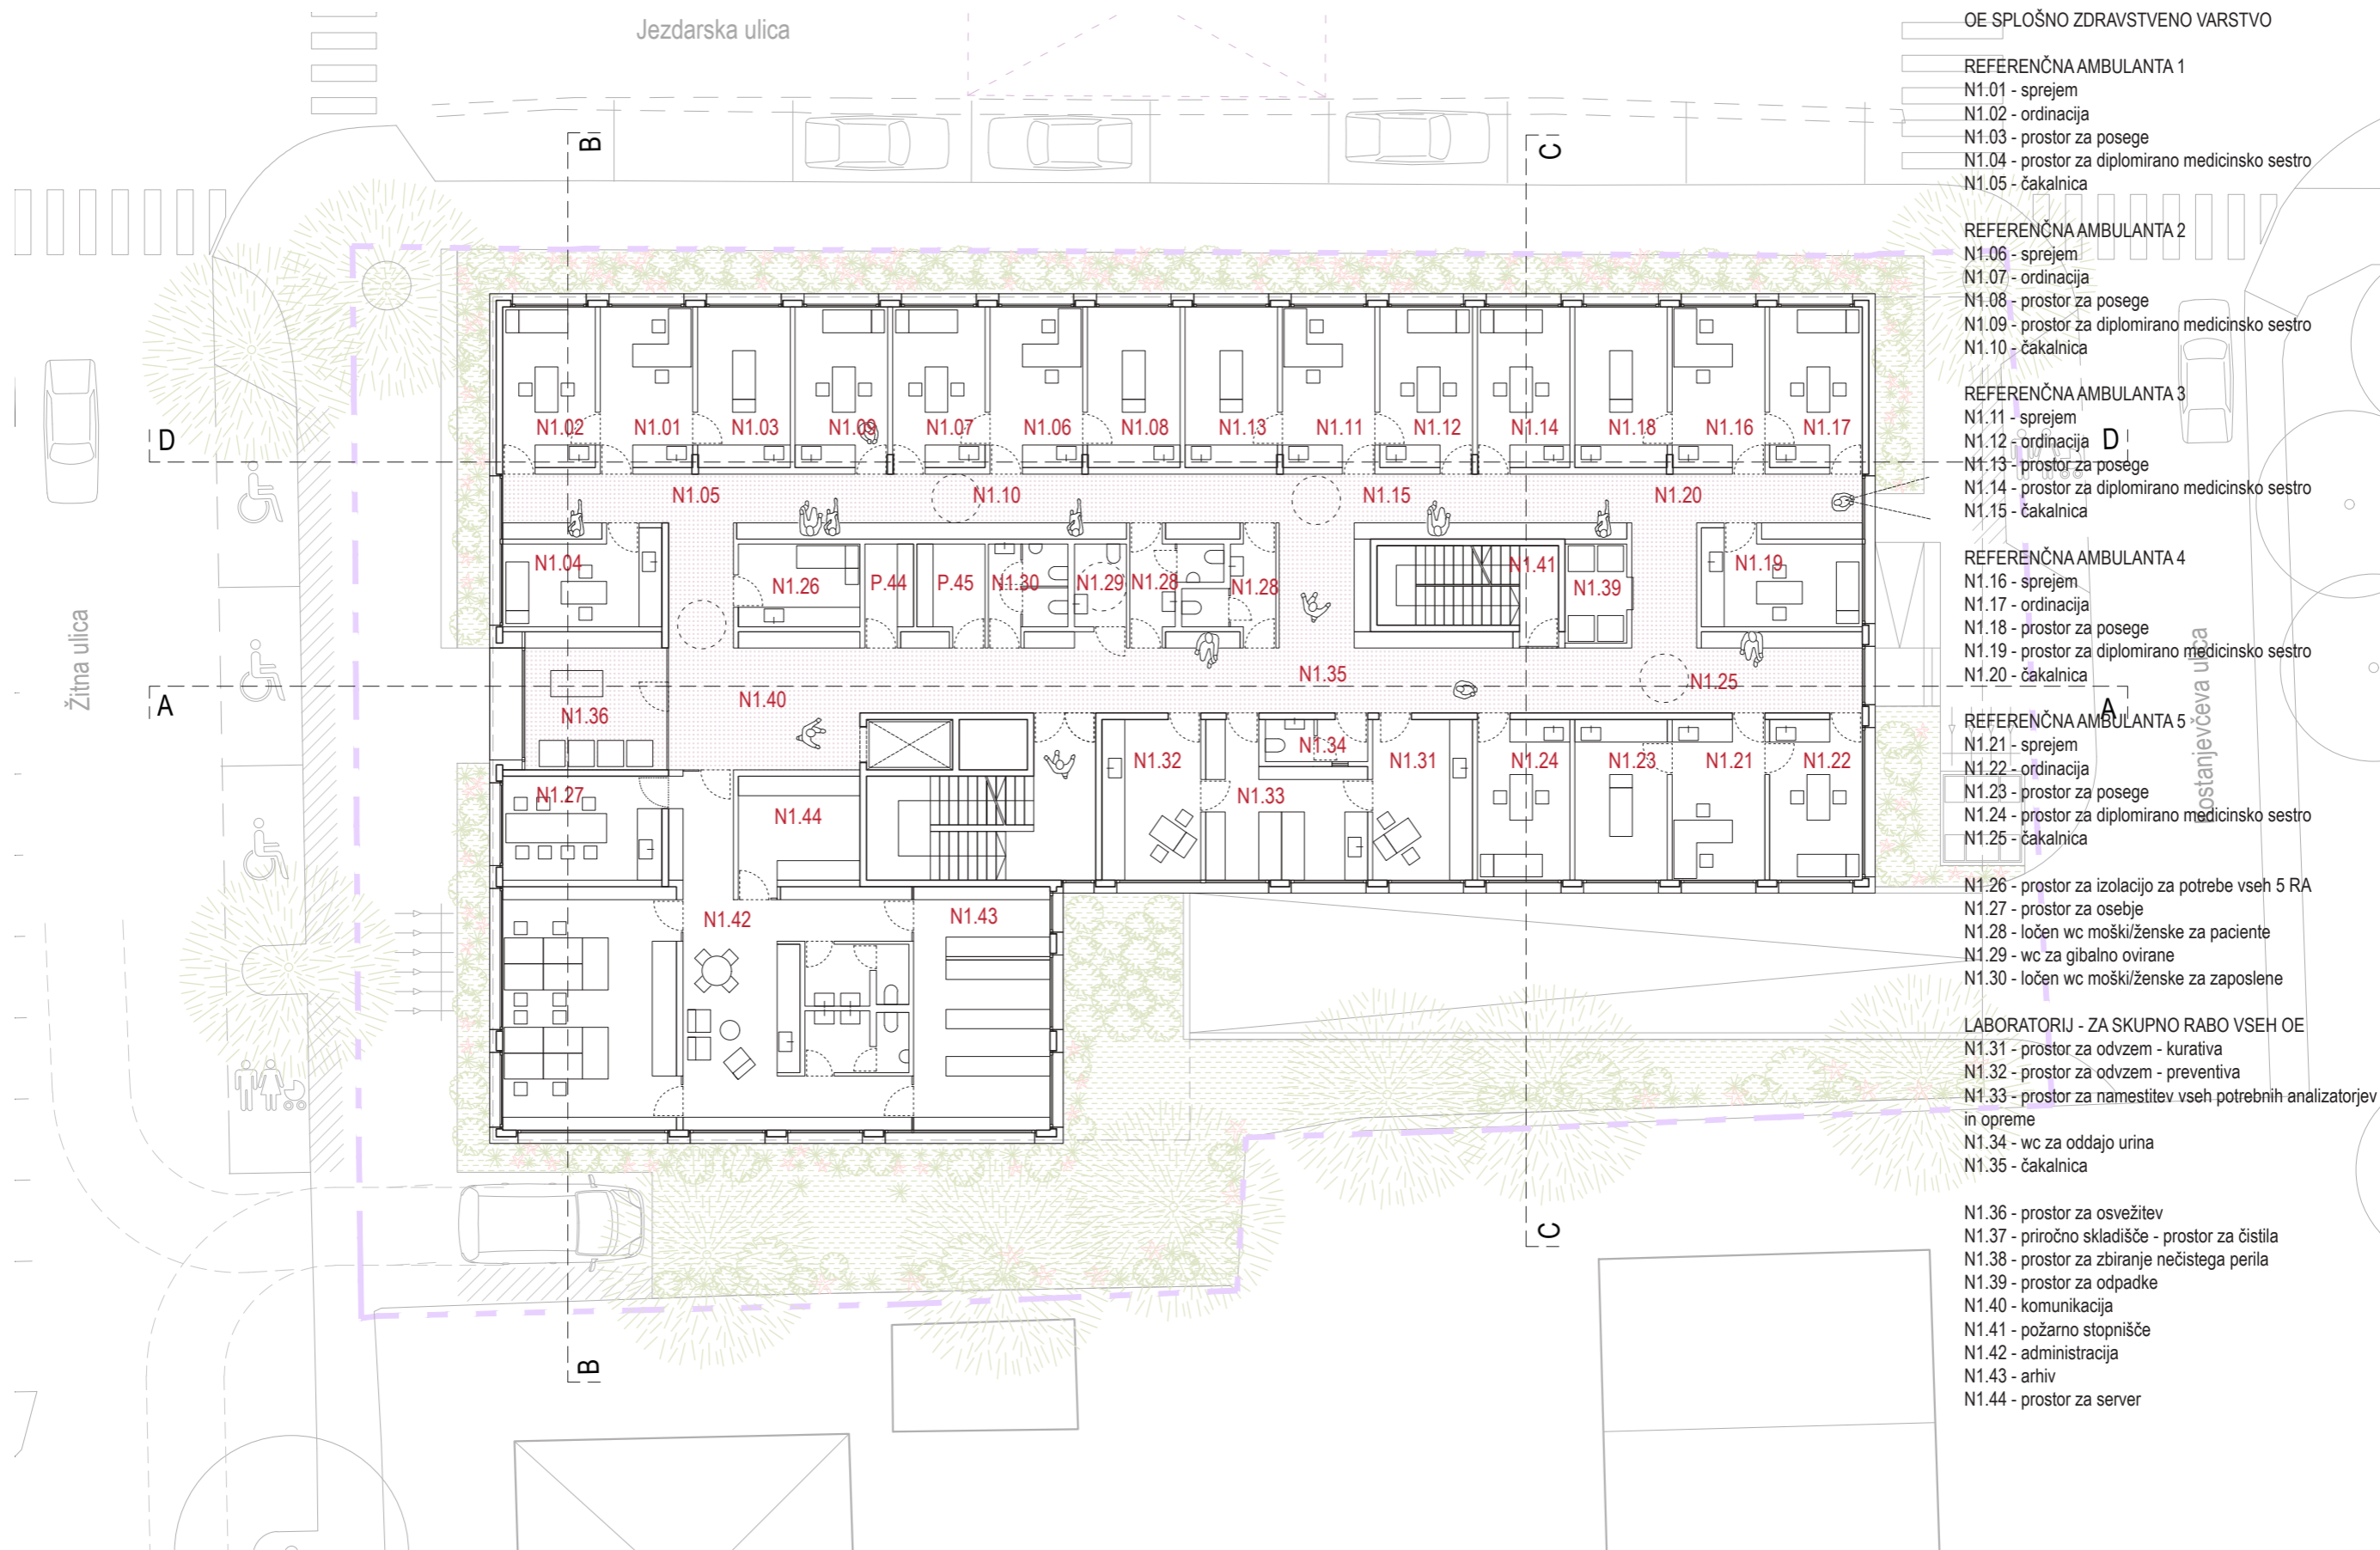 Jezdarska ulica
OE SPLOŠNO ZDRAVSTVENO VARSTVO
REFERENČNA AMBULANTA 1
N1.01 - sprejem
N1.02 - ordinacija
N1.03 - prostor za posege
N1.04 - prostor za diplomirano medicinsko sestro
N1.05 - čakalnica
REFERENČNA AMBULANTA 2
N1.06 - sprejem
N1.07 - ordinacija
N1.08 - prostor za posege
N1.09 - prostor za diplomirano medicinsko sestro
N1.10 - čakalnica
REFERENČNA AMBULANTA 3
N1.11 - sprejem
N1.12 - ordinacija
N1.13 - prostor za posege
N1.14 - prostor za diplomirano medicinsko sestro
N1.15 - čakalnica
REFERENČNA AMBULANTA 4
N1.16 - sprejem
N1.17 - ordinacija
N1.18 - prostor za posege
N1.19 - prostor za diplomirano medicinsko sestro
N1.20 - čakalnica
REFERENČNA AMBULANTA 5
N1.21 - sprejem
N1.22 - ordinacija
N1.23 - prostor za posege
N1.24 - prostor za diplomirano medicinsko sestro
N1.25 - čakalnica
N1.26 - prostor za izolacijo za potrebe vseh 5 RA
N1.27 - prostor za osebje
N1.28 - ločen wc moški/ženske za paciente
N1.29 - wc za gibalno ovirane
N1.30 - ločen wc moški/ženske za zaposlene
LABORATORIJ - ZA SKUPNO RABO VSEH OE
N1.31 - prostor za odvzem - kurativa
N1.32 - prostor za odvzem - preventiva
N1.33 - prostor za namestitev vseh potrebnih analizatorjev
in opreme
N1.34 - wc za oddajo urina
N1.35 - čakalnica
N1.36 - prostor za osvežitev
N1.37 - priročno skladišče - prostor za čistila
N1.38 - prostor za zbiranje nečistega perila
N1.39 - prostor za odpadke
N1.40 - komunikacija
N1.41 - požarno stopnišče
N1.42 - administracija
N1.43 - arhiv
N1.44 - prostor za server
B C
N1.02 N1.01 N1.03 N1.09 N1.07 N1.06 N1.08 N1.13 N1.11 N1.12 N1.14 N1.18 N1.16 N1.17
D D
N1.05 N1.10 N1.15 N1.20
N1.04 N1.26 P.44 P.45 N1.30 N1.29 N1.28 N1.28 N1.41 N1.39 N1.19
Žitna ulica
Kostanjevčeva ulica
N1.40 N1.35 N1.25
A A
N1.36 N1.32 N1.34 N1.31 N1.24 N1.23 N1.21 N1.22
N1.27 N1.44 N1.33
N1.42 N1.43
C
B